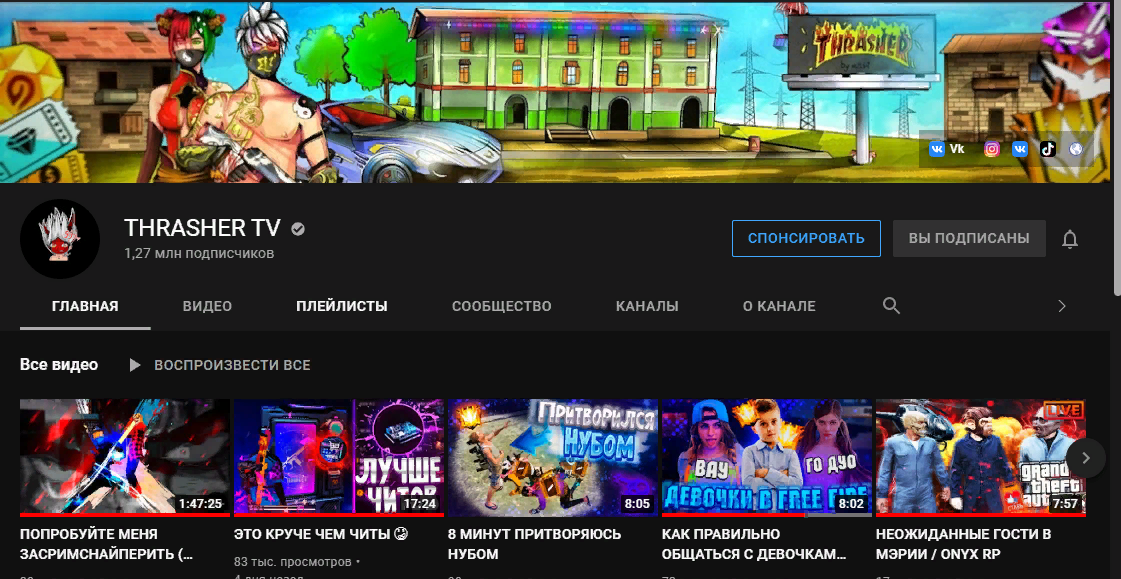 THRASHER
Vk
THRASHER TV
1,27 млн подписчиков
СПОНСИРОВАТЬ
ВЫ ПОДПИСАНЫ
ГЛАВНАЯ
ВИДЕО
ПЛЕЙЛИСТЫ
СООБЩЕСТВО
КАНАЛЫ
О КАНАЛЕ
Все видео
ВОСПРОИЗВЕСТИ ВСЕ
1:47:25
ЛУЧШЕ
ЧИТОВ
17:24
ПРИТВОРИЛСЯ
НУБОМ
8:05
ВАУ
ГО ДУО
ДЕВОЧКИ В FREE FIRE
8:02
LIVE
grand
theft
7:57
ПОПРОБУЙТЕ МЕНЯ
ЗАСРИМСНАЙПЕРИТЬ (...
ЭТО КРУЧЕ ЧЕМ ЧИТЫ
83 тыс. просмотров •
4 дня назад
8 МИНУТ ПРИТВОРЯЮСЬ
НУБОМ
КАК ПРАВИЛЬНО
ОБЩАТЬСЯ С ДЕВОЧКАМ...
НЕОЖИДАННЫЕ ГОСТИ В
МЭРИИ / ONYX RP